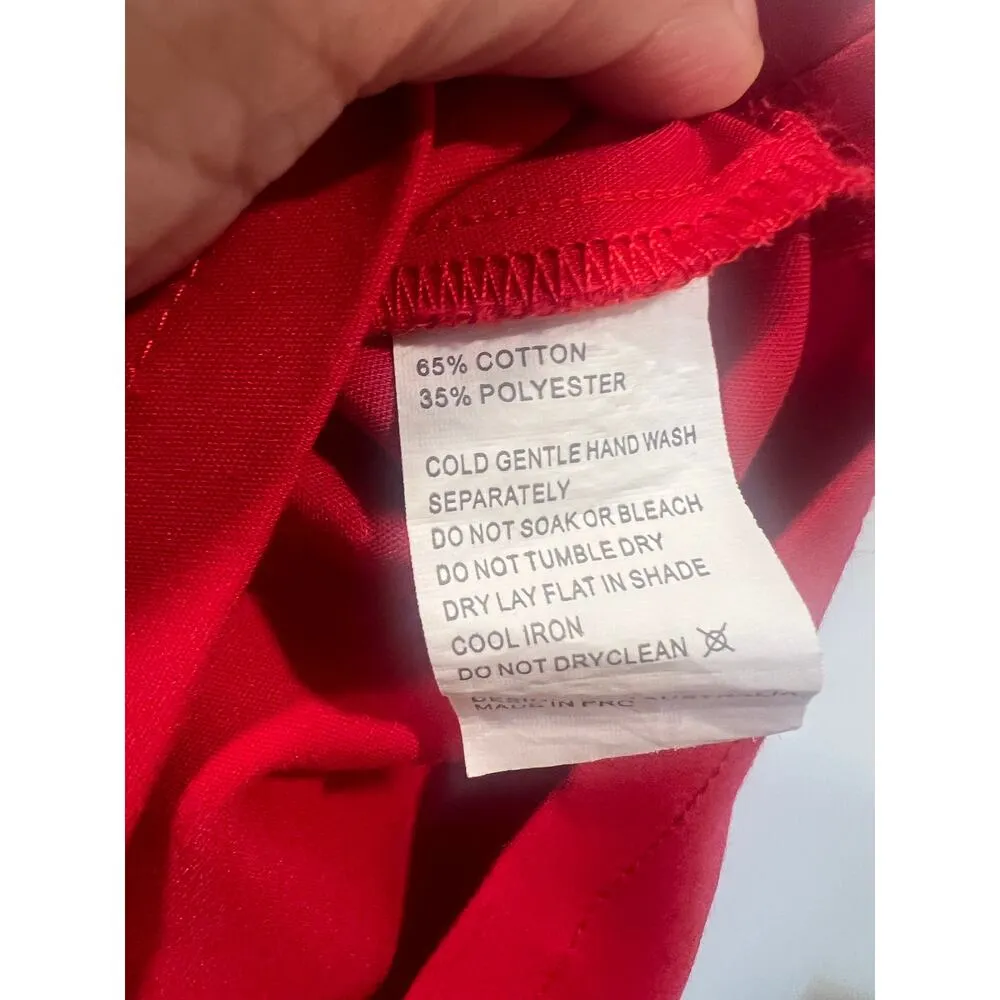 65% COTTON
35% POLYESTER
COLD GENTLE HAND WASH
SEPARATELY
DO NOT SOAK OR BLEACH
DO NOT TUMBLE DRY
DRY LAY FLAT IN SHADE
COOL IRON
DO NOT DRYCLEAN
AUSTRALIA
MADE IN PRC